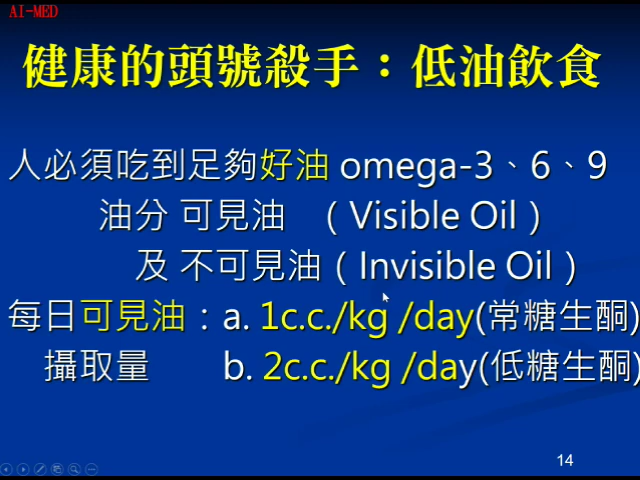 AI-MED
健康的頭號殺手：低油飲食
人必須吃到足夠好油 omega-3、6、9
油分 可見油 （Visible Oil）
及 不可見油（Invisible Oil）
每日可見油：a. 1c.c./kg /day(常糖生酮)
攝取量 b. 2c.c./kg /day(低糖生酮)
14